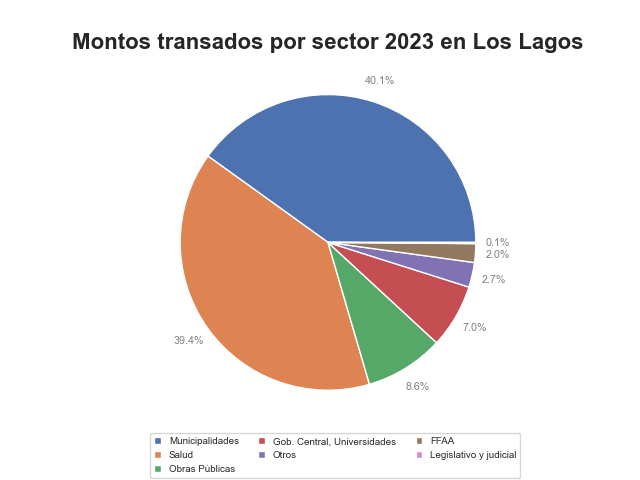 Montos transados por sector 2023 en Los Lagos
40.1%
0.1%
2.0%
2.7%
7.0%
39.4%
8.6%
Municipalidades
Salud
Obras Públicas
Gob. Central, Universidades
Otros
FFAA
Legislativo y judicial